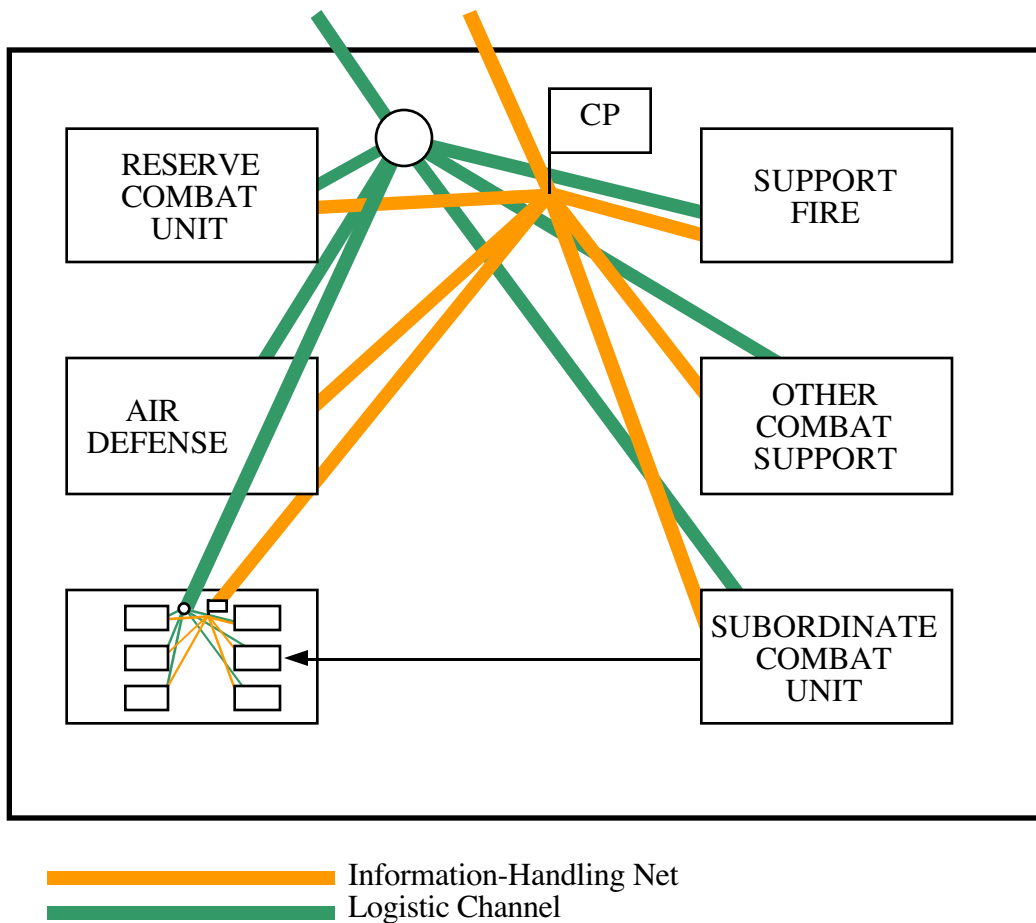 CP
RESERVE
COMBAT
UNIT
SUPPORT
FIRE
AIR
DEFENSE
OTHER
COMBAT
SUPPORT
SUBORDINATE
COMBAT
UNIT
Information-Handling Net
Logistic Channel